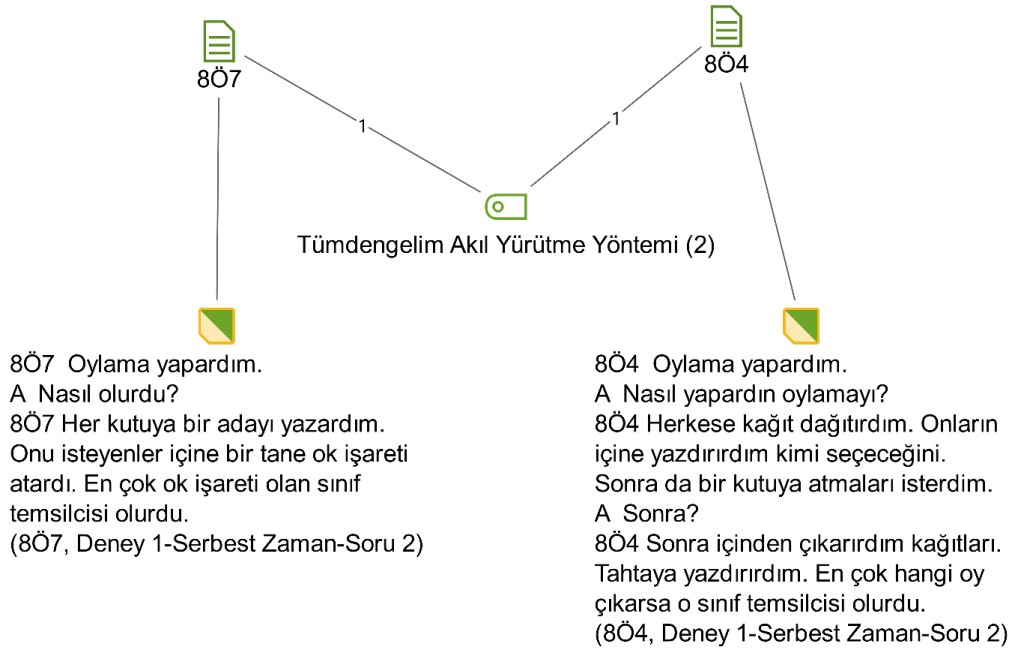 8Ö7
8Ö4
1
1
Tümdengelim Akıl Yürütme Yöntemi (2)
8Ö7  Oylama yapardım.
A  Nasıl olurdu?
8Ö7 Her kutuya bir adayı yazardım.
Onu isteyenler içine bir tane ok işareti
atardı. En çok ok işareti olan sınıf
temsilcisi olurdu.
(8Ö7, Deney 1-Serbest Zaman-Soru 2)
8Ö4  Oylama yapardım.
A  Nasıl yapardın oylamayı?
8Ö4 Herkese kağıt dağıtırdım. Onların
içine yazdırırdım kimi seçeceğini.
Sonra da bir kutuya atmaları isterdim.
A  Sonra?
8Ö4 Sonra içinden çıkarırdım kağıtları.
Tahtaya yazdırırdım. En çok hangi oy
çıkarsa o sınıf temsilcisi olurdu.
(8Ö4, Deney 1-Serbest Zaman-Soru 2)